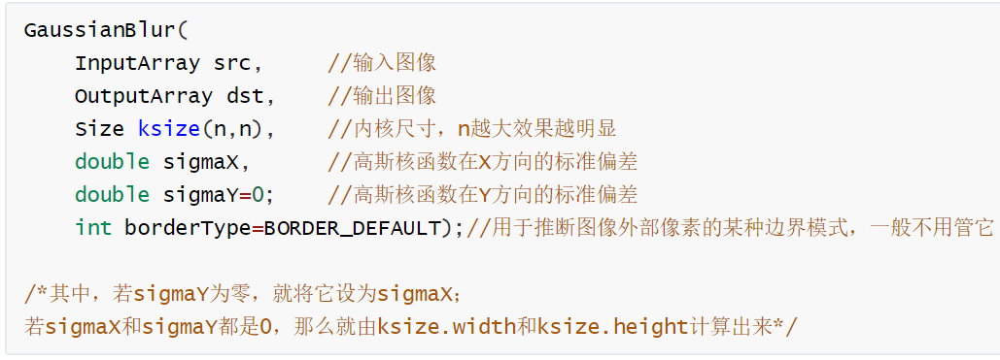 GaussianBlur(
    InputArray src,    //输入图像
    OutputArray dst,    //输出图像
    Size ksize(n,n),    //内核尺寸，n越大效果越明显
    double sigmaX,    //高斯核函数在X方向的标准偏差
    double sigmaY=0;    //高斯核函数在Y方向的标准偏差
    int borderType=BORDER_DEFAULT);//用于推断图像外部像素的某种边界模式，一般不用管它
/*其中，若sigmaY为零，就将它设为sigmaX；
若sigmaX和sigmaY都是0，那么就由ksize.width和ksize.height计算出来*/